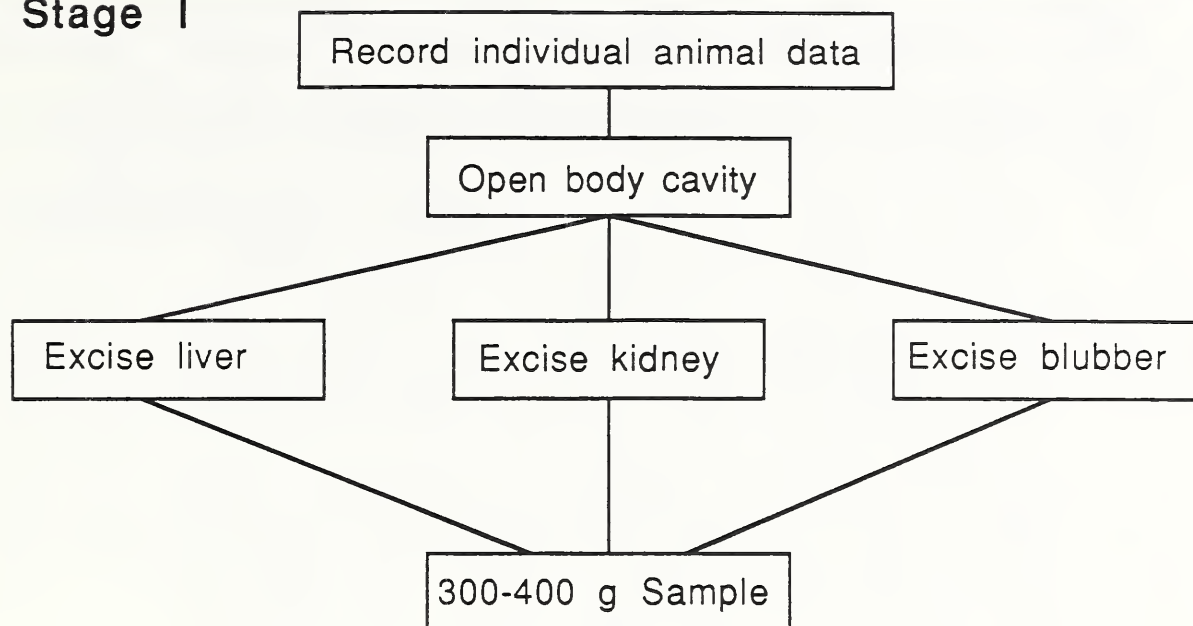 Stage I
Record individual animal data
Open body cavity
Excise liver
Excise kidney
Excise blubber
300-400 g Sample